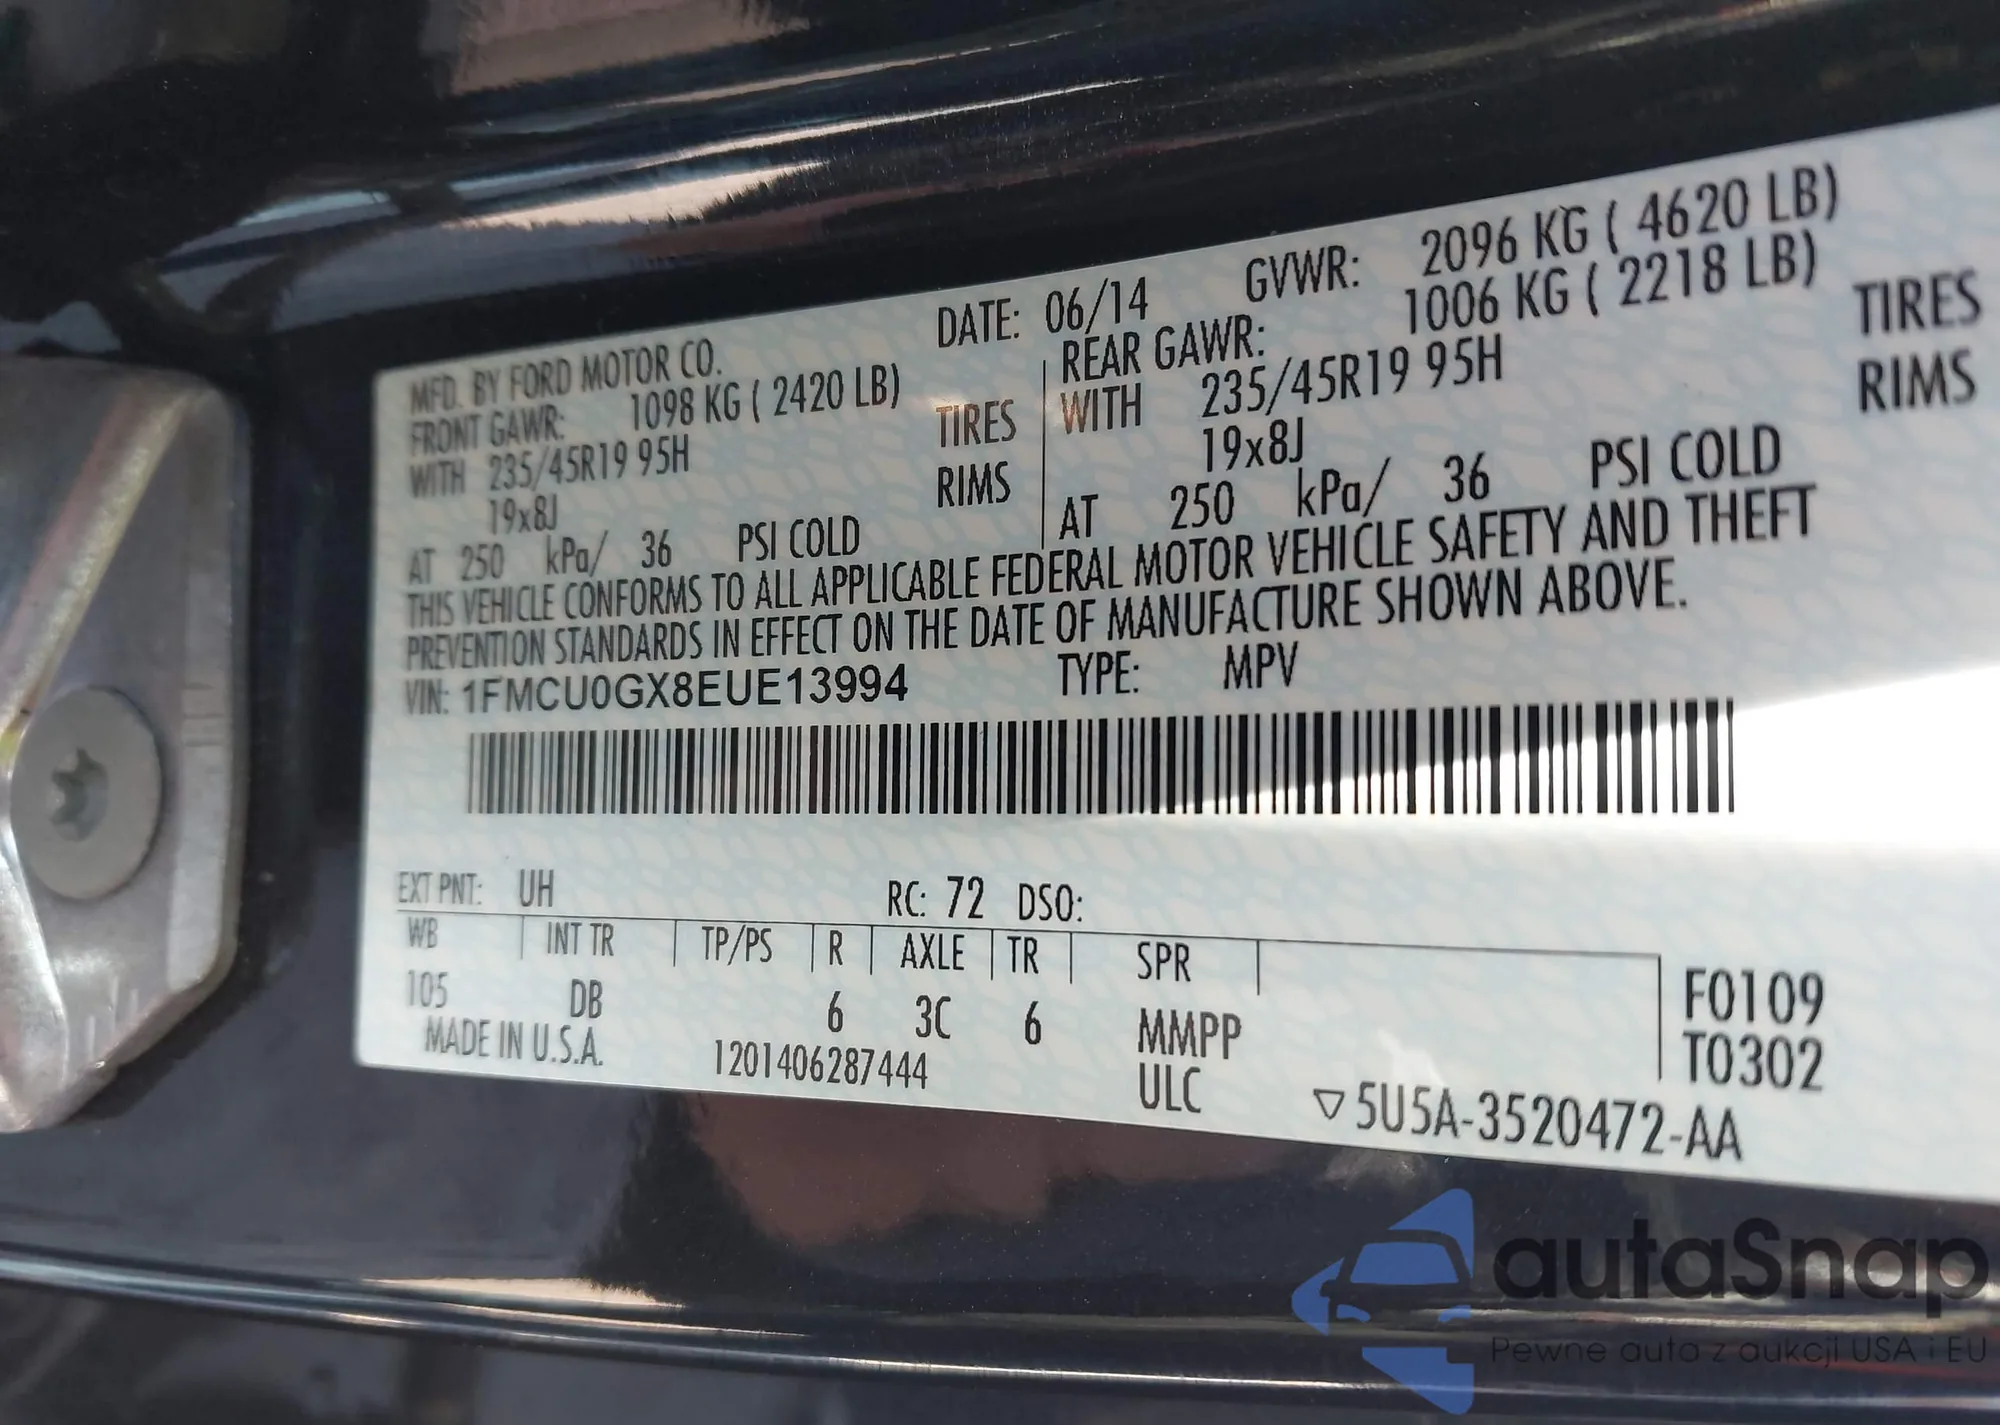 MFD. BY FORD MOTOR CO. DATE: 06/14 GVWR: 2096 KG ( 4620 LB)
FRONT GAWR: 1098 KG ( 2420 LB) REAR GAWR: 1006 KG ( 2218 LB)
WITH 235/45R19 95H TIRES WITH 235/45R19 95H TIRES
19x8J RIMS 19x8J RIMS
AT 250 kPa/ 36 PSI COLD AT 250 kPa/ 36 PSI COLD
THIS VEHICLE CONFORMS TO ALL APPLICABLE FEDERAL MOTOR VEHICLE SAFETY AND THEFT
PREVENTION STANDARDS IN EFFECT ON THE DATE OF MANUFACTURE SHOWN ABOVE.
VIN: 1FMCU0GX8EUE13994 TYPE: MPV
EXT PNT: UH RC: 72 DSO:
WB INT TR TP/PS R AXLE TR SPR
105 DB 6 3C 6 MMPP F0109
MADE IN U.S.A. 1201406287444 ULC T0302
▽5U5A-3520472-AA
autaSnap
Pewne auta z aukcji USA i EU